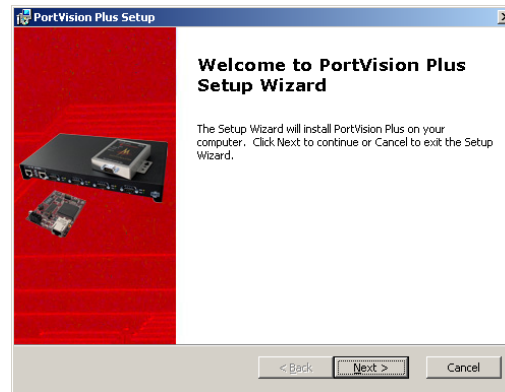 PortVision Plus Setup
Welcome to PortVision Plus
Setup Wizard
The Setup Wizard will install PortVision Plus on your
computer. Click Next to continue or Cancel to exit the Setup
Wizard.
< Back
Next >
Cancel